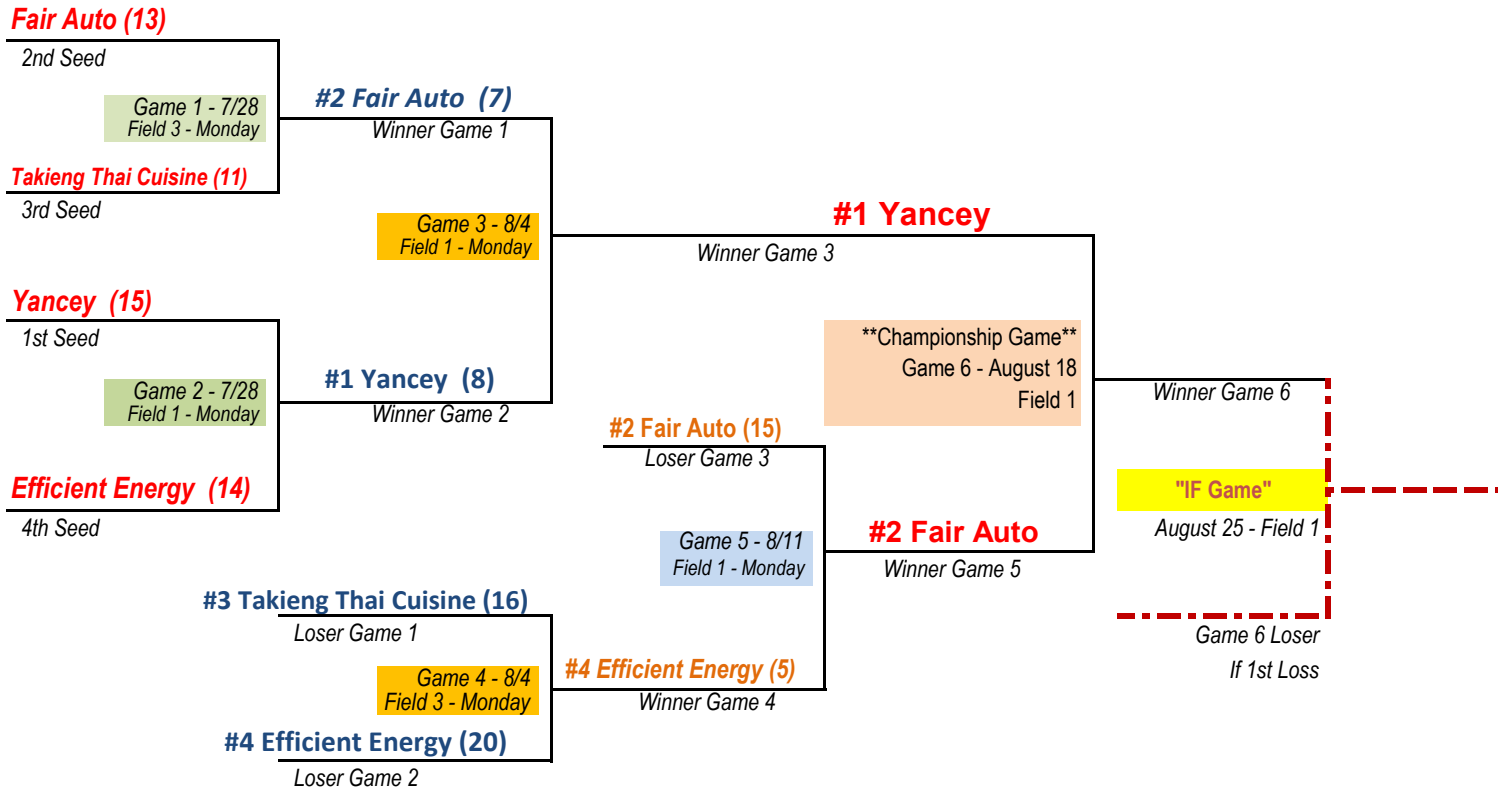 Fair Auto (13)
2nd Seed
Game 1 - 7/28
Field 3 - Monday
#2 Fair Auto (7)
Winner Game 1
Takieng Thai Cuisine (11)
3rd Seed
Game 3 - 8/4
Field 1 - Monday
#1 Yancey
Winner Game 3
Yancey (15)
1st Seed
Game 2 - 7/28
Field 1 - Monday
#1 Yancey (8)
Winner Game 2
**Championship Game**
Game 6 - August 18
Field 1
Winner Game 6
#2 Fair Auto (15)
Loser Game 3
Efficient Energy (14)
4th Seed
"IF Game"
August 25 - Field 1
Game 5 - 8/11
Field 1 - Monday
#2 Fair Auto
Winner Game 5
#3 Takieng Thai Cuisine (16)
Loser Game 1
Game 4 - 8/4
Field 3 - Monday
#4 Efficient Energy (5)
Winner Game 4
Game 6 Loser
If 1st Loss
#4 Efficient Energy (20)
Loser Game 2